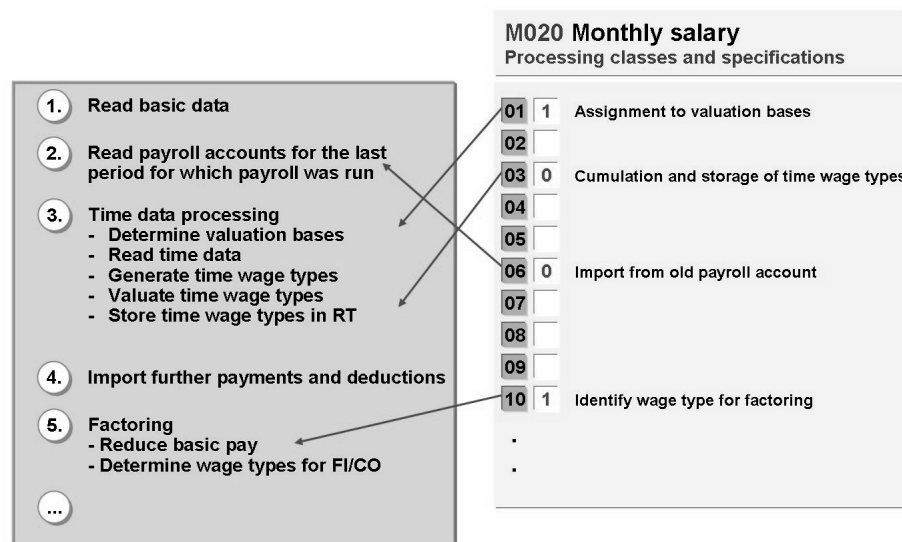 M020 Monthly salary
Processing classes and specifications
1. Read basic data
2. Read payroll accounts for the last
period for which payroll was run
3. Time data processing
- Determine valuation bases
- Read time data
- Generate time wage types
- Valuate time wage types
- Store time wage types in RT
4. Import further payments and deductions
5. Factoring
- Reduce basic pay
- Determine wage types for FI/CO
...
01 1 Assignment to valuation bases
02
03 0 Cumulation and storage of time wage types
04
05
06 0 Import from old payroll account
07
08
09
10 1 Identify wage type for factoring
.
.